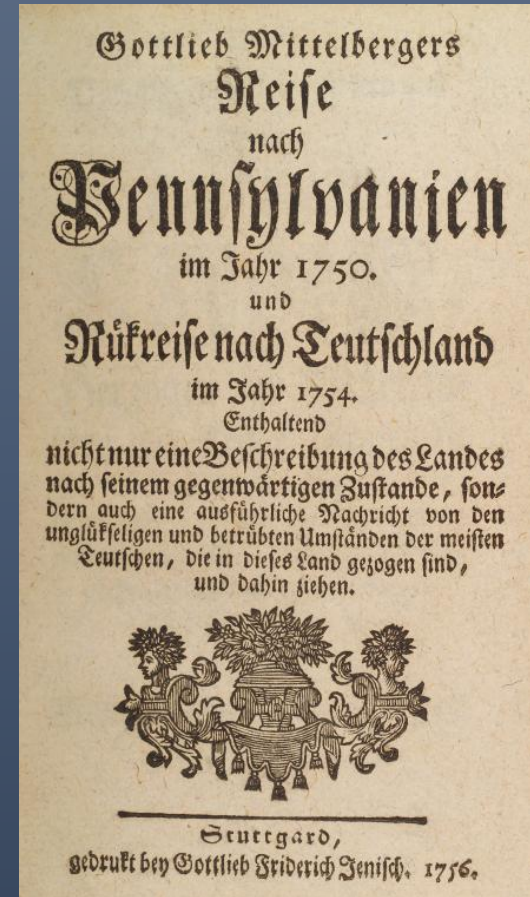 Gottlieb Mittelbergers
Reise
nach
Pennsylvanien
im Jahr 1750.
und
Rükreise nach Teutschland
im Jahr 1754.
Enthaltend
nicht nur eine Beschreibung des Landes
nach seinem gegenwärtigen Zustande, son-
dern auch eine ausführliche Nachricht von den
unglükseligen und betrübten Umständen der meisten
Teutschen, die in dieses Land gezogen sind,
und dahin ziehen.
Stuttgard,
gedrukt bey Gottlieb Friderich Jenisch. 1756.